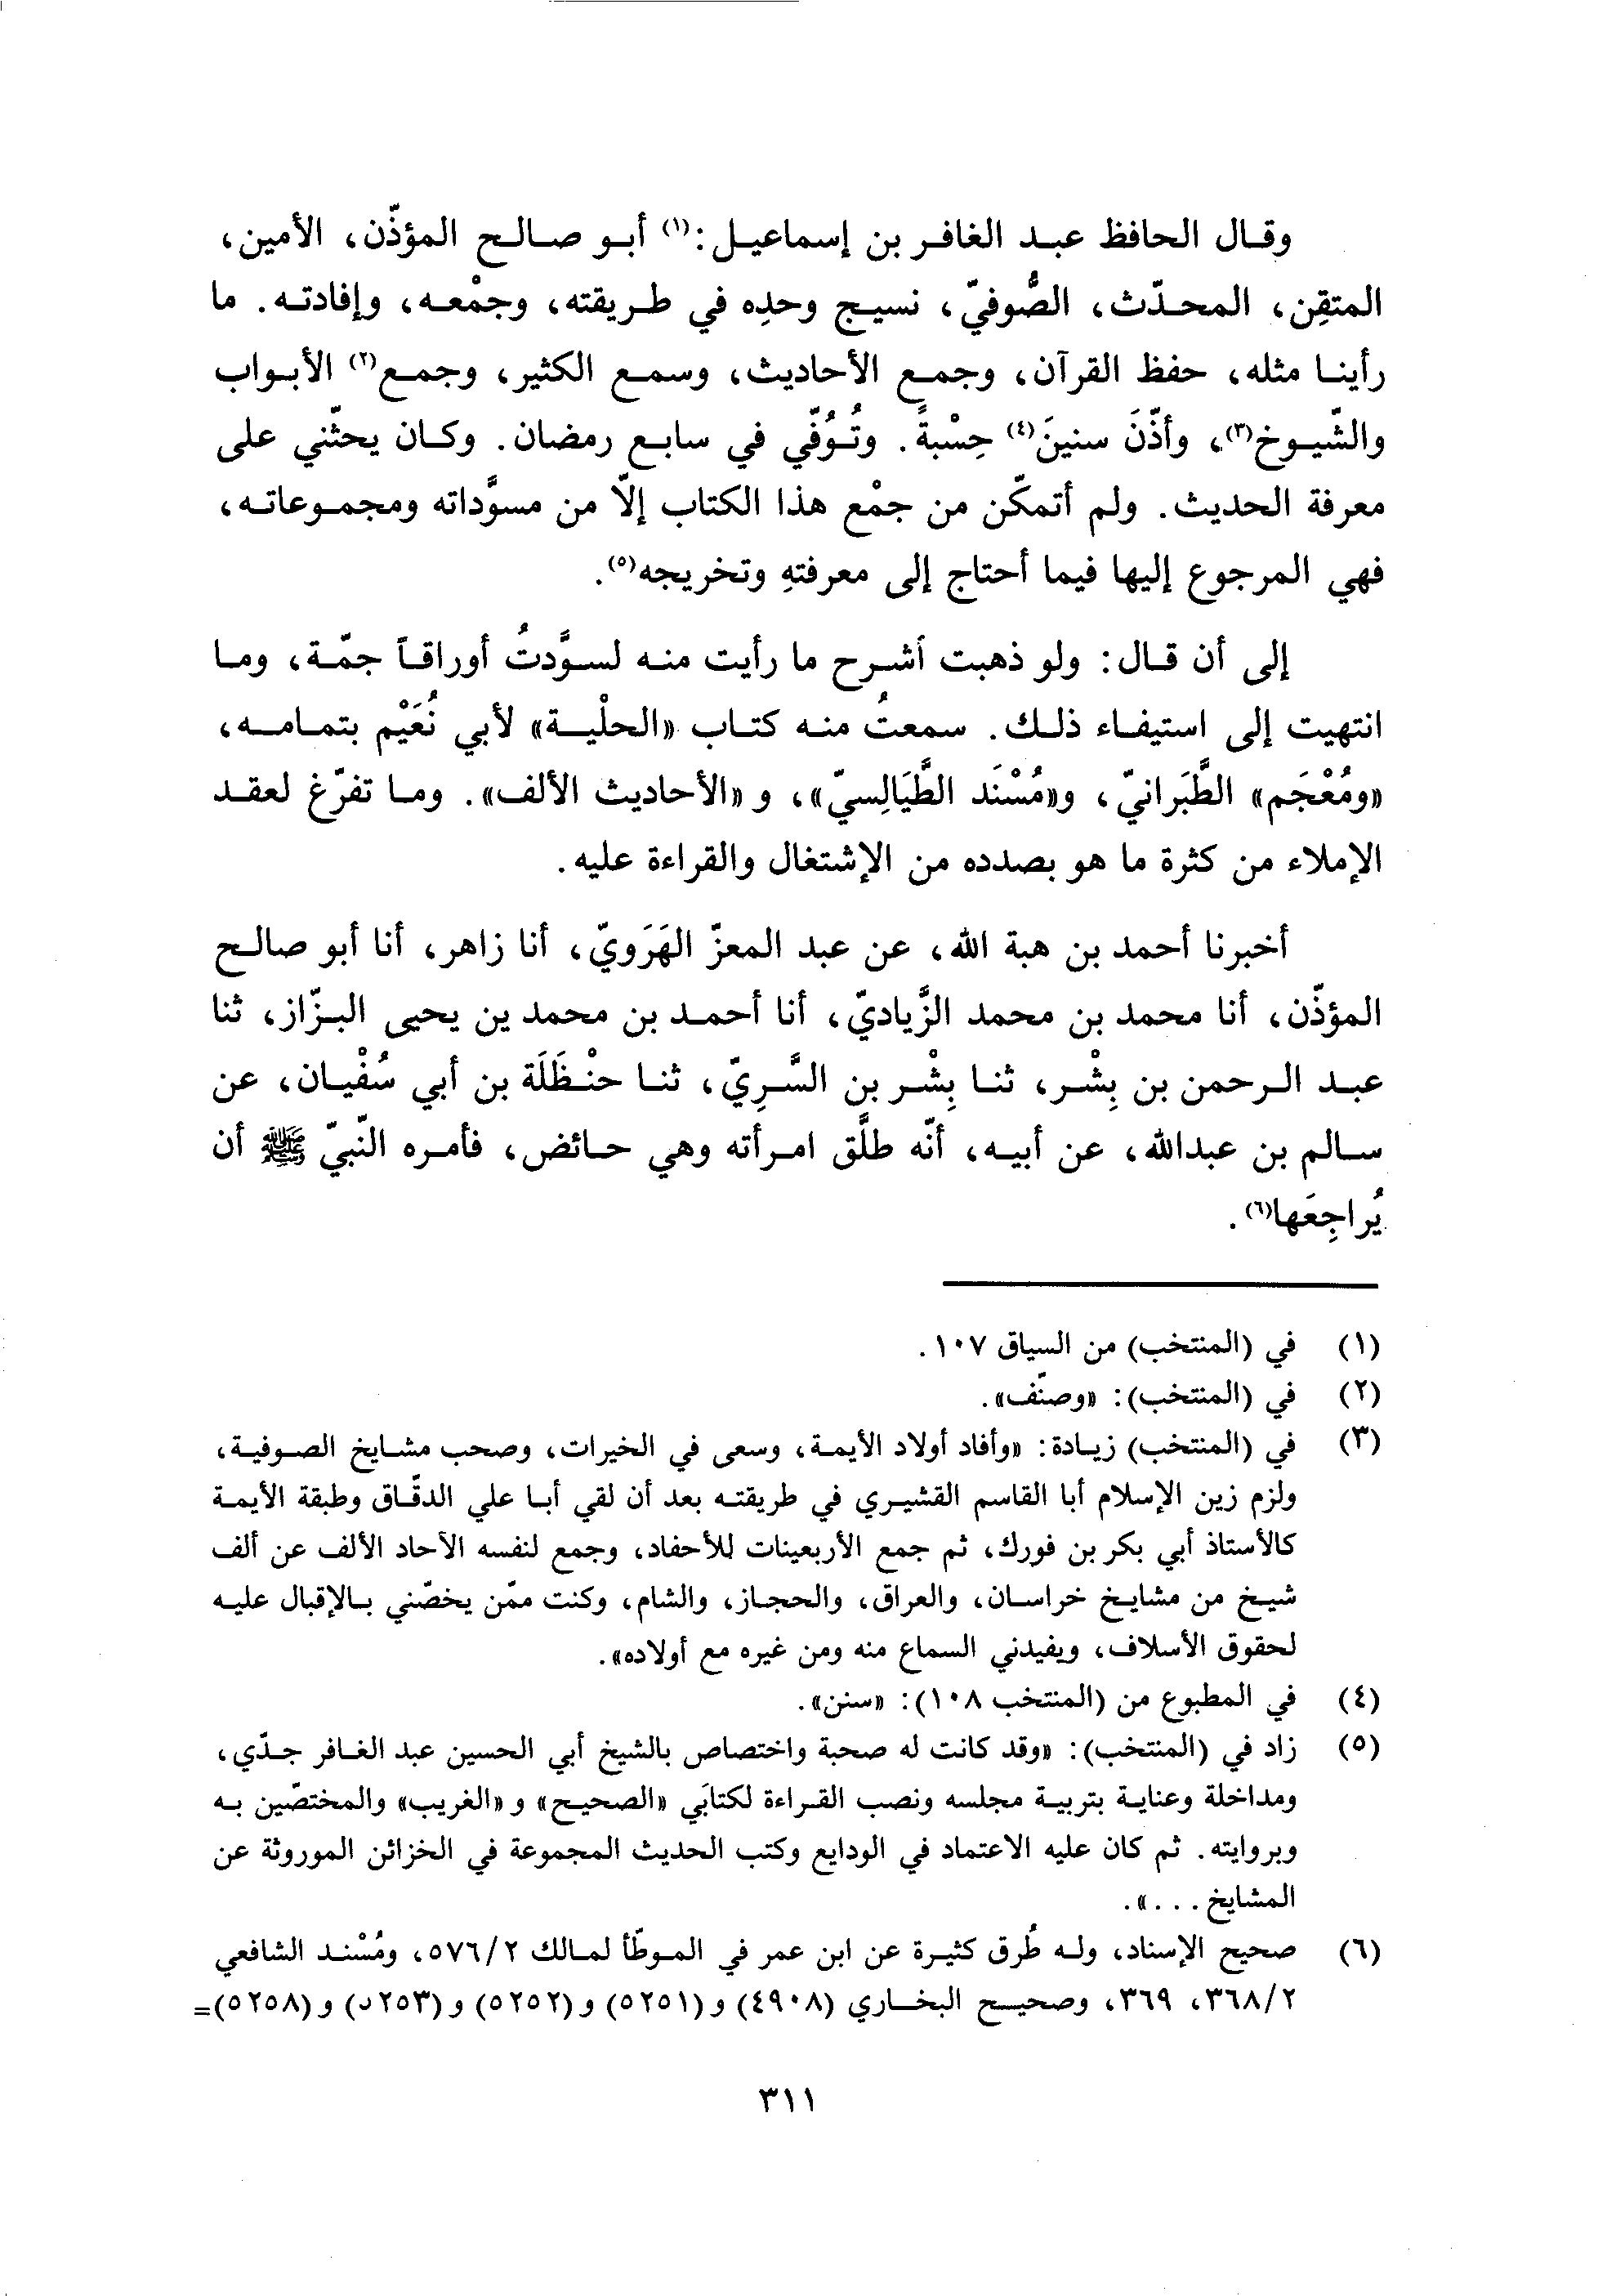 وقال الحافظ عبد الغافر بن إسماعيل:(١) أبو صالح المؤذّن، الأمين،
المتقِن، المحدّث، الصُّوفيّ، نسيج وحدِه في طريقته، وجمْعه، وإفادته. ما
رأينا مثله، حفظ القرآن، وجمع الأحاديث، وسمع الكثير، وجمع(٢) الأبواب
والشّيوخ(٣)، وأذّنَ سنينَ(٤) حِسْبةً. وتُوُفّي في سابع رمضان. وكان يحثّني على
معرفة الحديث. ولم أتمكّن من جمْع هذا الكتاب إلّا من مسوَّداته ومجموعاته،
فهي المرجوع إليها فيما أحتاج إلى معرفتهِ وتخريجه(٥).
إلى أن قال: ولو ذهبت أشرح ما رأيت منه لسوَّدتُ أوراقاً جمّة، وما
انتهيت إلى استيفاء ذلك. سمعتُ منه كتاب «الحلْية» لأبي نُعَيْم بتمامه،
«ومُعْجَم» الطَّبَرانيّ، و«مُسْنَد الطَّيَالِسيّ»، و «الأحاديث الألف». وما تفرّغ لعقد
الإملاء من كثرة ما هو بصدده من الإشتغال والقراءة عليه.
أخبرنا أحمد بن هبة الله، عن عبد المعزّ الهَرَويّ، أنا زاهر، أنا أبو صالح
المؤذّن، أنا محمد بن محمد الزَّياديّ، أنا أحمد بن محمد ين يحيى البزّاز، ثنا
عبد الرحمن بن بِشْر، ثنا بِشْر بن السَّرِيّ، ثنا حنْظَلَة بن أبي سُفْيان، عن
سالم بن عبدالله، عن أبيه، أنّه طلَّق امرأته وهي حائض، فأمره النّبيّ ﷺ أن
يُراجِعَها(٦).
(١) في (المنتخب) من السياق ١٠٧.
(٢) في (المنتخب): «وصنّف».
(٣) في (المنتخب) زيادة: «وأفاد أولاد الأيمة، وسعى في الخيرات، وصحب مشايخ الصوفية،
ولزم زين الإسلام أبا القاسم القشيري في طريقته بعد أن لقي أبا علي الدقّاق وطبقة الأيمة
كالأستاذ أبي بكر بن فورك، ثم جمع الأربعينات للأحفاد، وجمع لنفسه الآحاد الألف عن ألف
شيخ من مشايخ خراسان، والعراق، والحجاز، والشام، وكنت ممّن يخصّني بالإقبال عليه
لحقوق الأسلاف، ويفيدني السماع منه ومن غيره مع أولاده».
(٤) في المطبوع من (المنتخب ١٠٨): «سنن».
(٥) زاد في (المنتخب): «وقد كانت له صحبة واختصاص بالشيخ أبي الحسين عبد الغافر جدّي،
ومداخلة وعناية بتربية مجلسه ونصب القراءة لكتابَي «الصحيح» و «الغريب» والمختصّين به
وبروايته. ثم كان عليه الاعتماد في الودايع وكتب الحديث المجموعة في الخزائن الموروثة عن
المشايخ...».
(٦) صحيح الإسناد، وله طُرق كثيرة عن ابن عمر في الموطّأ لمالك ٥٧٦/٢، ومُسْند الشافعي
٣٦٨/٢، ٣٦٩، وصحيح البخاري (٤٩٠٨) و(٥٢٥١) و(٥٢٥٢) و(٥٢٥٣) و(٥٢٥٨)=
٣١١